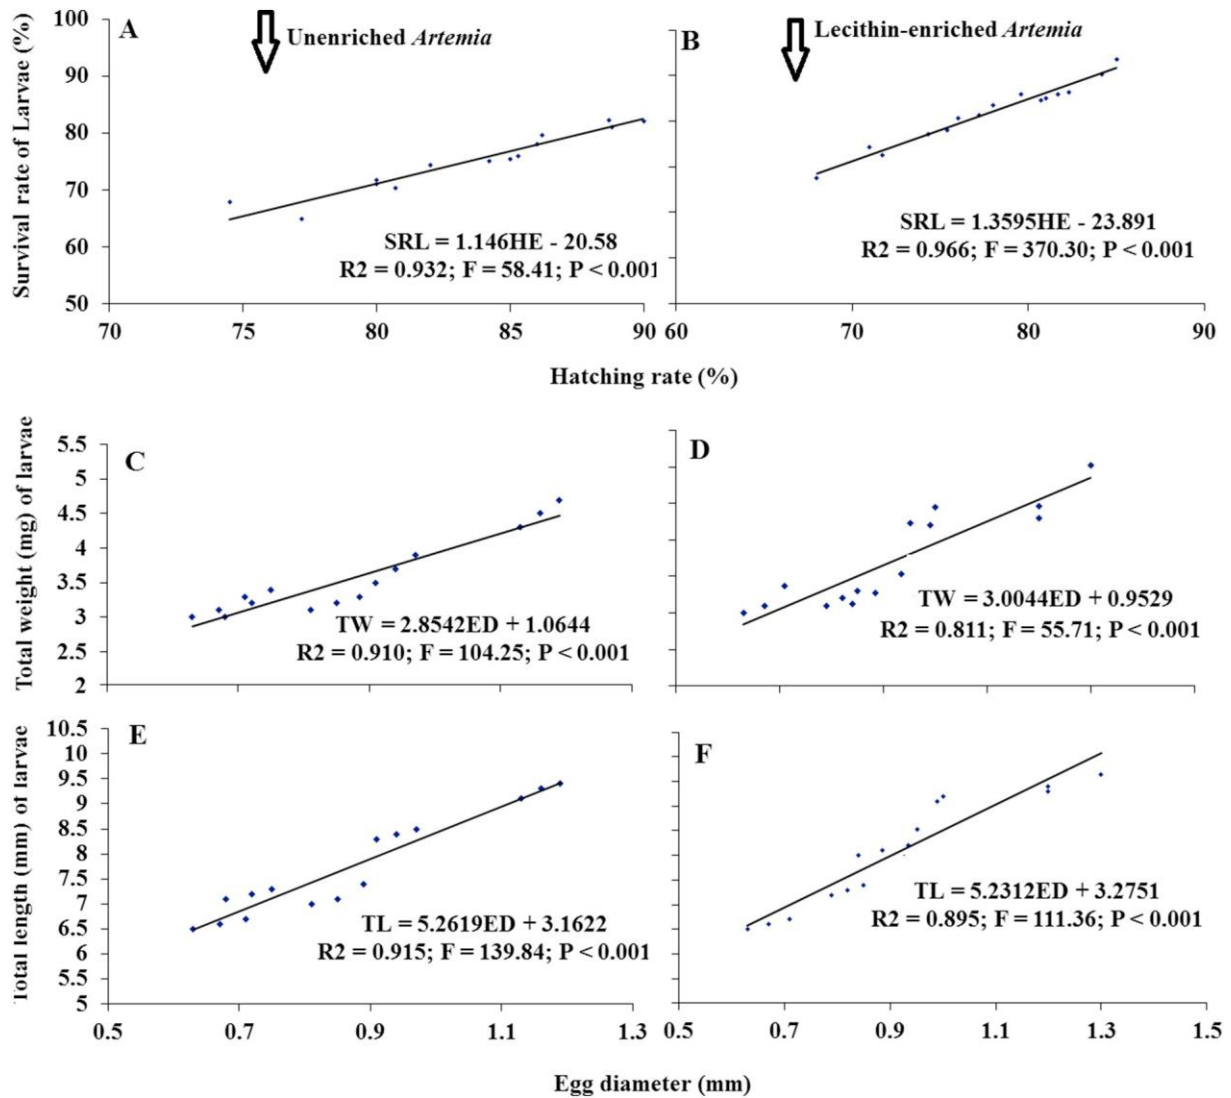 A
Unenriched Artemia
B
Lecithin-enriched Artemia
Survival rate of Larvae (%)
100
90
80
70
60
50
SRL = 1.146HE - 20.58
R2 = 0.932; F = 58.41; P < 0.001
SRL = 1.3595HE - 23.891
R2 = 0.966; F = 370.30; P < 0.001
70 75 80 85 90
60 70 80 90
Hatching rate (%)
Total weight (mg) of larvae
5.5
5
4.5
4
3.5
3
2.5
2
C
TW = 2.8542ED + 1.0644
R2 = 0.910; F = 104.25; P < 0.001
D
TW = 3.0044ED + 0.9529
R2 = 0.811; F = 55.71; P < 0.001
Total length (mm) of larvae
10.5
10
9.5
9
8.5
8
7.5
7
6.5
6
5.5
5
E
TL = 5.2619ED + 3.1622
R2 = 0.915; F = 139.84; P < 0.001
F
TL = 5.2312ED + 3.2751
R2 = 0.895; F = 111.36; P < 0.001
0.5 0.7 0.9 1.1 1.3
0.5 0.7 0.9 1.1 1.3 1.5
Egg diameter (mm)